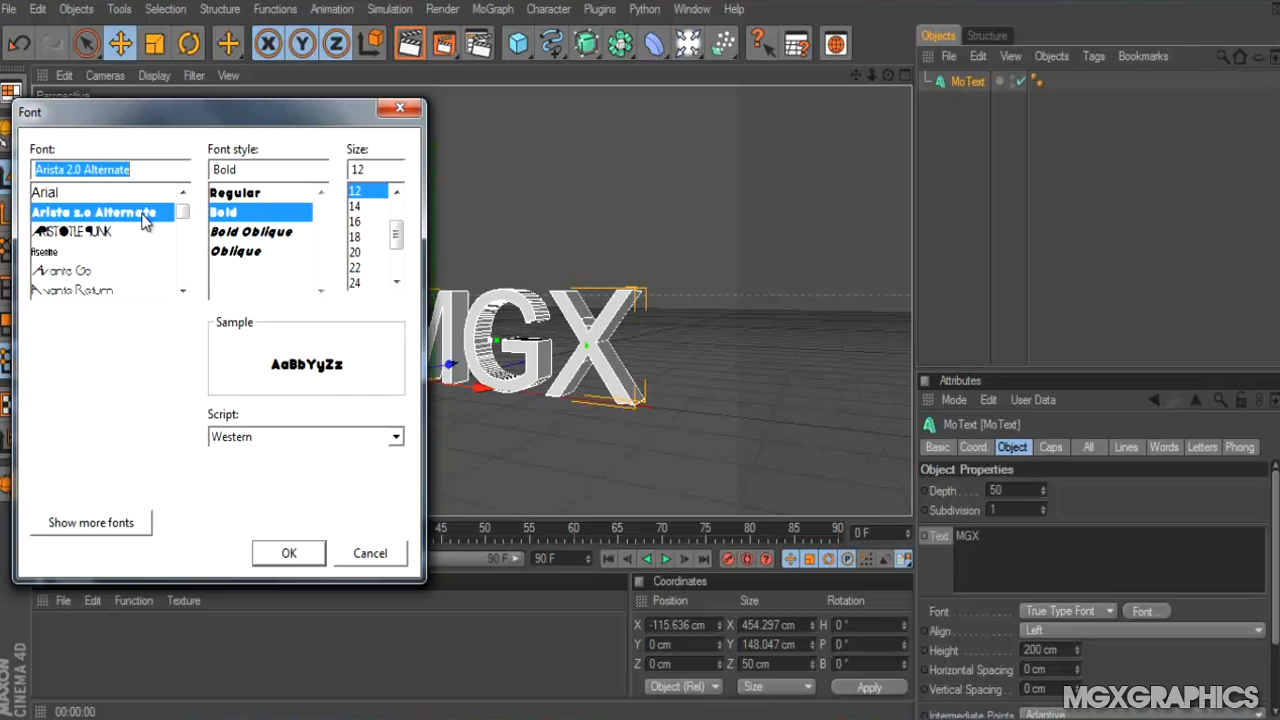 File
Edit
Objects
Tools
Selection
Structure
Functions
Animation
Simulation
Render
MoGraph
Character
Plugins
Python
Window
Help
X Y Z
Edit Cameras Display Filter View
Perspective
Font
Font:
Arista 2.0 Alternate
Arial
Arista 2.0 Alternate
ARISTOTLE PUNK
Asenine
Avante Go
Avante Return
Font style:
Bold
Regular
Bold
Bold Oblique
Oblique
Size:
12
12
14
16
18
20
22
24
Sample
AaBbYyZz
Script:
Western
Show more fonts
OK Cancel
MGX
45 50 55 60 65 70 75 80 85 90 0 F
90 F 90 F
File Edit Function Texture
Coordinates
Position Size Rotation
X -115.636 cm X 454.297 cm H 0 °
Y 0 cm Y 148.047 cm P 0 °
Z 0 cm Z 50 cm B 0 °
Object (Rel) Size Apply
Objects Structure
File Edit View Objects Tags Bookmarks
MoText
Attributes
Mode Edit User Data
MoText [MoText]
Basic Coord. Object Caps All Lines Words Letters Phong
Object Properties
Depth . . . . 50
Subdivision 1
Text MGX
Font True Type Font Font...
Align Left
Height 200 cm
Horizontal Spacing 0 cm
Vertical Spacing . . 0 cm
Intermediate Points Adaptive
MAXON CINEMA 4D
00:00:00
MGXGRAPHICS